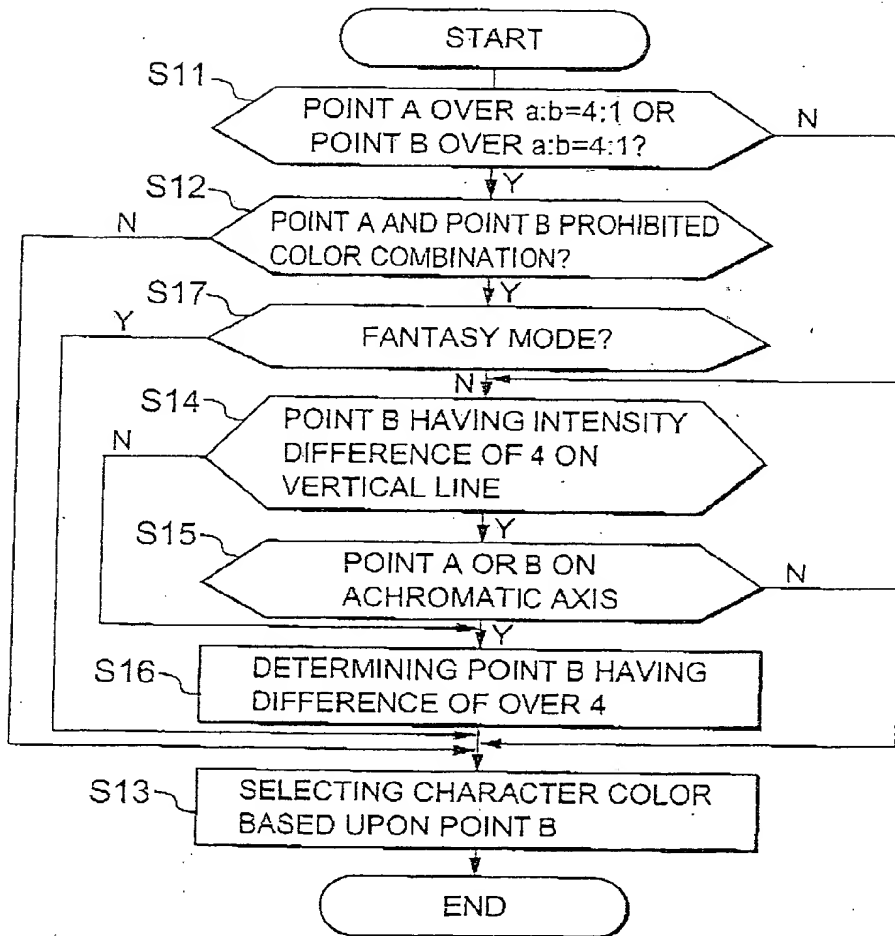 START
S11
POINT A OVER a:b=4:1 OR
POINT B OVER a:b=4:1?
N
Y
S12
N
POINT A AND POINT B PROHIBITED
COLOR COMBINATION?
Y
S17
Y
FANTASY MODE?
N
S14
N
POINT B HAVING INTENSITY
DIFFERENCE OF 4 ON
VERTICAL LINE
Y
S15
POINT A OR B ON
ACHROMATIC AXIS
N
Y
S16
DETERMINING POINT B HAVING
DIFFERENCE OF OVER 4
S13
SELECTING CHARACTER COLOR
BASED UPON POINT B
END